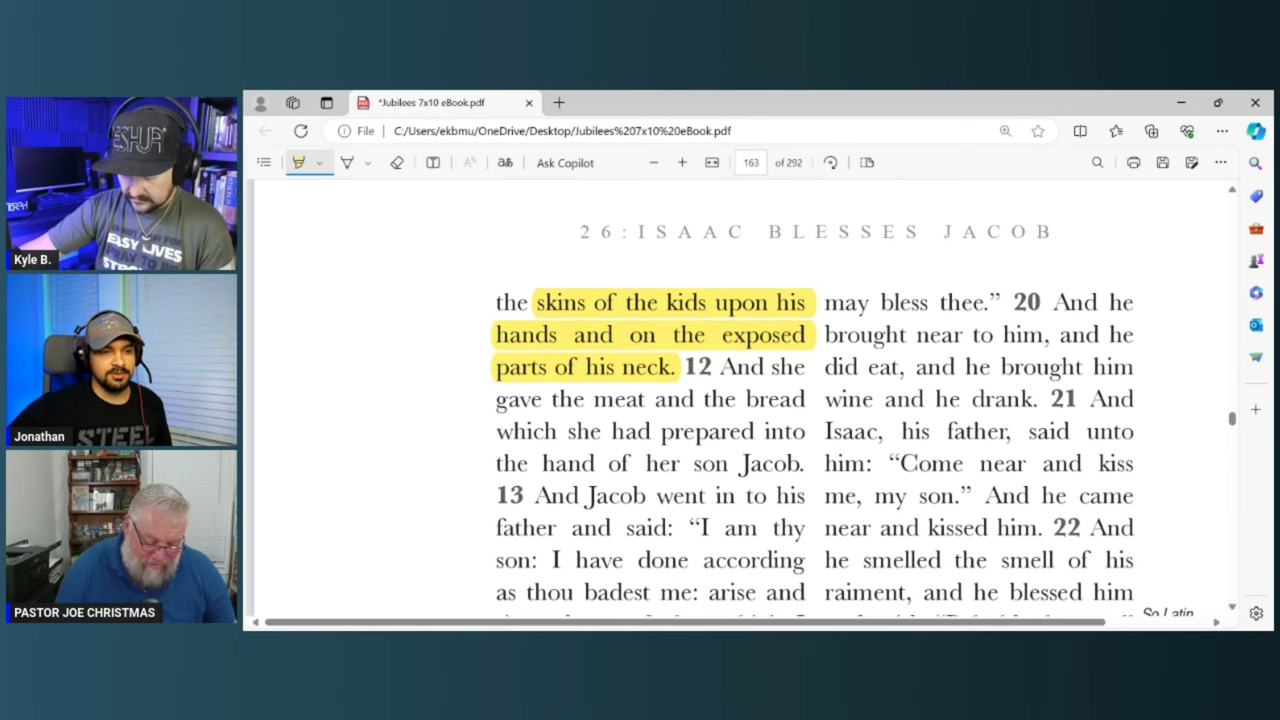 *Jubilees 7x10 eBook.pdf
File
C:/Users/ekbmu/OneDrive/Desktop/Jubilees%207x10%20eBook.pdf
Ask Copilot
163 of 292
26:ISAAC BLESSES JACOB
the skins of the kids upon his
hands and on the exposed
parts of his neck. 12 And she
gave the meat and the bread
which she had prepared into
the hand of her son Jacob.
13 And Jacob went in to his
father and said: “I am thy
son: I have done according
as thou badest me: arise and
may bless thee.” 20 And he
brought near to him, and he
did eat, and he brought him
wine and he drank. 21 And
Isaac, his father, said unto
him: “Come near and kiss
me, my son.” And he came
near and kissed him. 22 And
he smelled the smell of his
raiment, and he blessed him
So Latin
ESHUA
EASY LIVES
Kyle B.
STEEL
Jonathan
PASTOR JOE CHRISTMAS